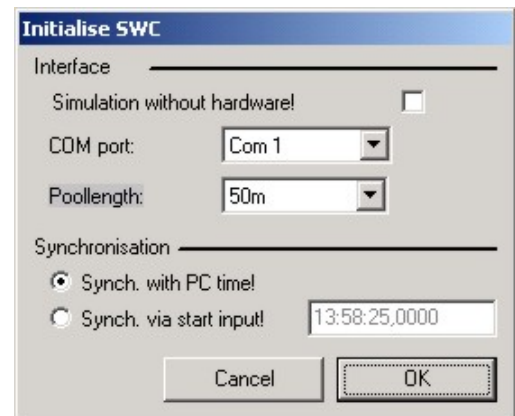 Initialise SWC
Interface
Simulation without hardware!
COM port: Com 1
Poollength: 50m
Synchronisation
Synch. with PC time!
Synch. via start input! 13:58:25,0000
Cancel OK